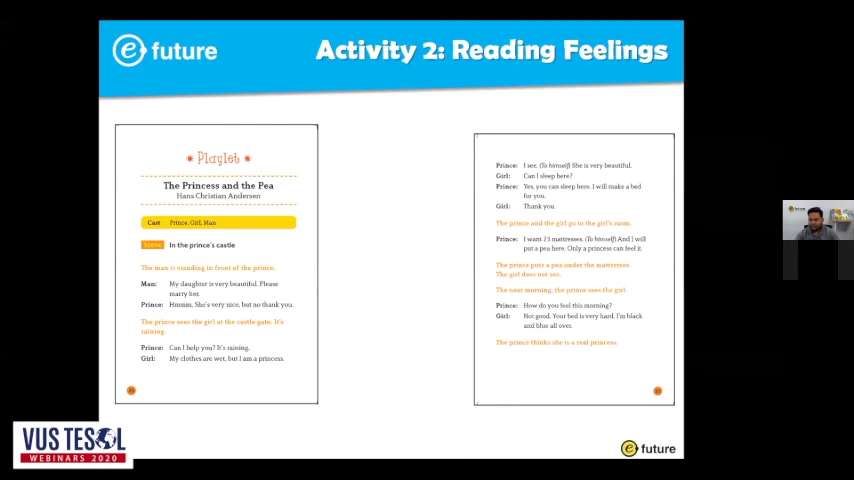 e future
Activity 2: Reading Feelings
Playlet
The Princess and the Pea
Hans Christian Andersen
Cast Prince, Girl, Man
Scene In the prince's castle
The man is standing in front of the prince.
Man: My daughter is very beautiful. Please
marry her.
Prince: Hmmm. She's very nice, but no thank you.
The prince sees the girl at the castle gate. It's
raining.
Prince: Can I help you? It's raining.
Girl: My clothes are wet, but I am a princess.
Prince: I see. (To himself) She is very beautiful.
Girl: Can I sleep here?
Prince: Yes, you can sleep here. I will make a bed
for you.
Girl: Thank you.
The prince and the girl go to the girl's room.
Prince: I want 23 mattresses. (To himself) And I will
put a pea here. Only a princess can feel it.
The prince puts a pea under the mattresses.
The girl does not see.
The next morning, the prince sees the girl.
Prince: How do you feel this morning?
Girl: Not good. Your bed is very hard. I'm black
and blue all over.
The prince thinks she is a real princess.
VUS TESOL
WEBINARS 2020
e future